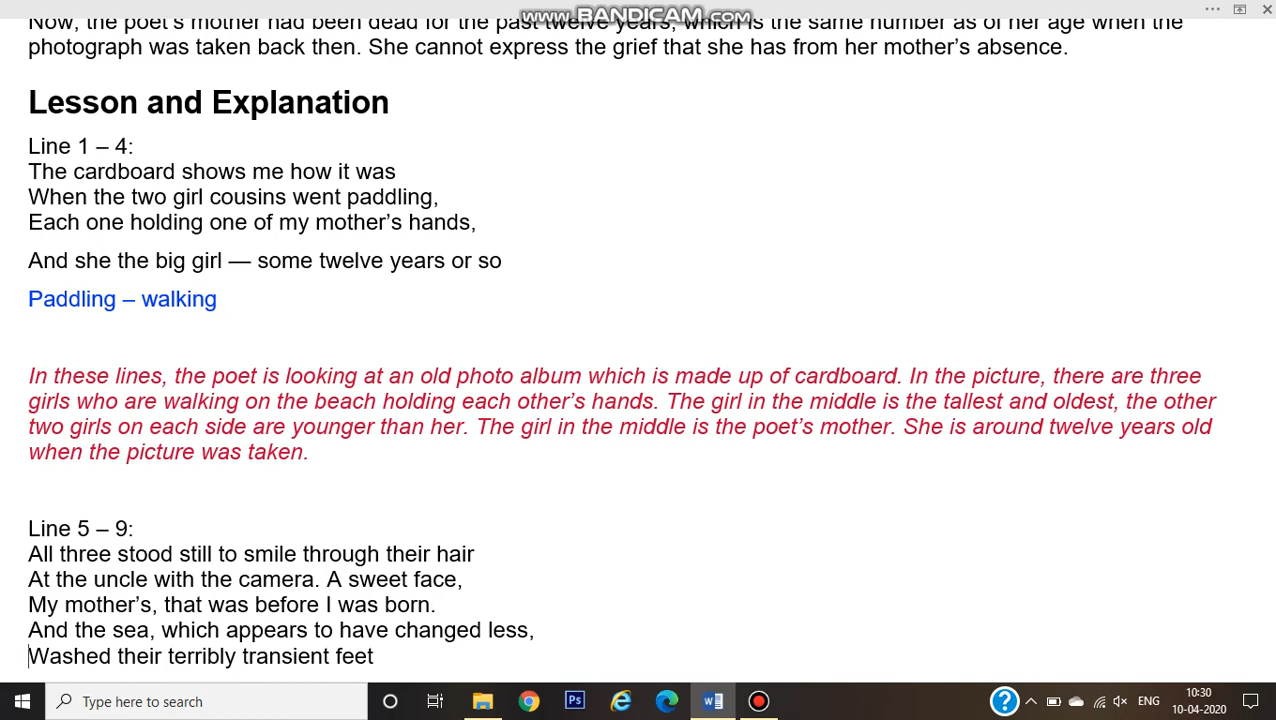 www.BANDICAM.com
Now, the poet's mother had been dead for the past twelve years, which is the same number as of her age when the
photograph was taken back then. She cannot express the grief that she has from her mother's absence.
Lesson and Explanation
Line 1 – 4:
The cardboard shows me how it was
When the two girl cousins went paddling,
Each one holding one of my mother's hands,
And she the big girl — some twelve years or so
Paddling – walking
In these lines, the poet is looking at an old photo album which is made up of cardboard. In the picture, there are three
girls who are walking on the beach holding each other's hands. The girl in the middle is the tallest and oldest, the other
two girls on each side are younger than her. The girl in the middle is the poet's mother. She is around twelve years old
when the picture was taken.
Line 5 – 9:
All three stood still to smile through their hair
At the uncle with the camera. A sweet face,
My mother's, that was before I was born.
And the sea, which appears to have changed less,
Washed their terribly transient feet
Type here to search
Ps
W
?
ENG
10:30
10-04-2020